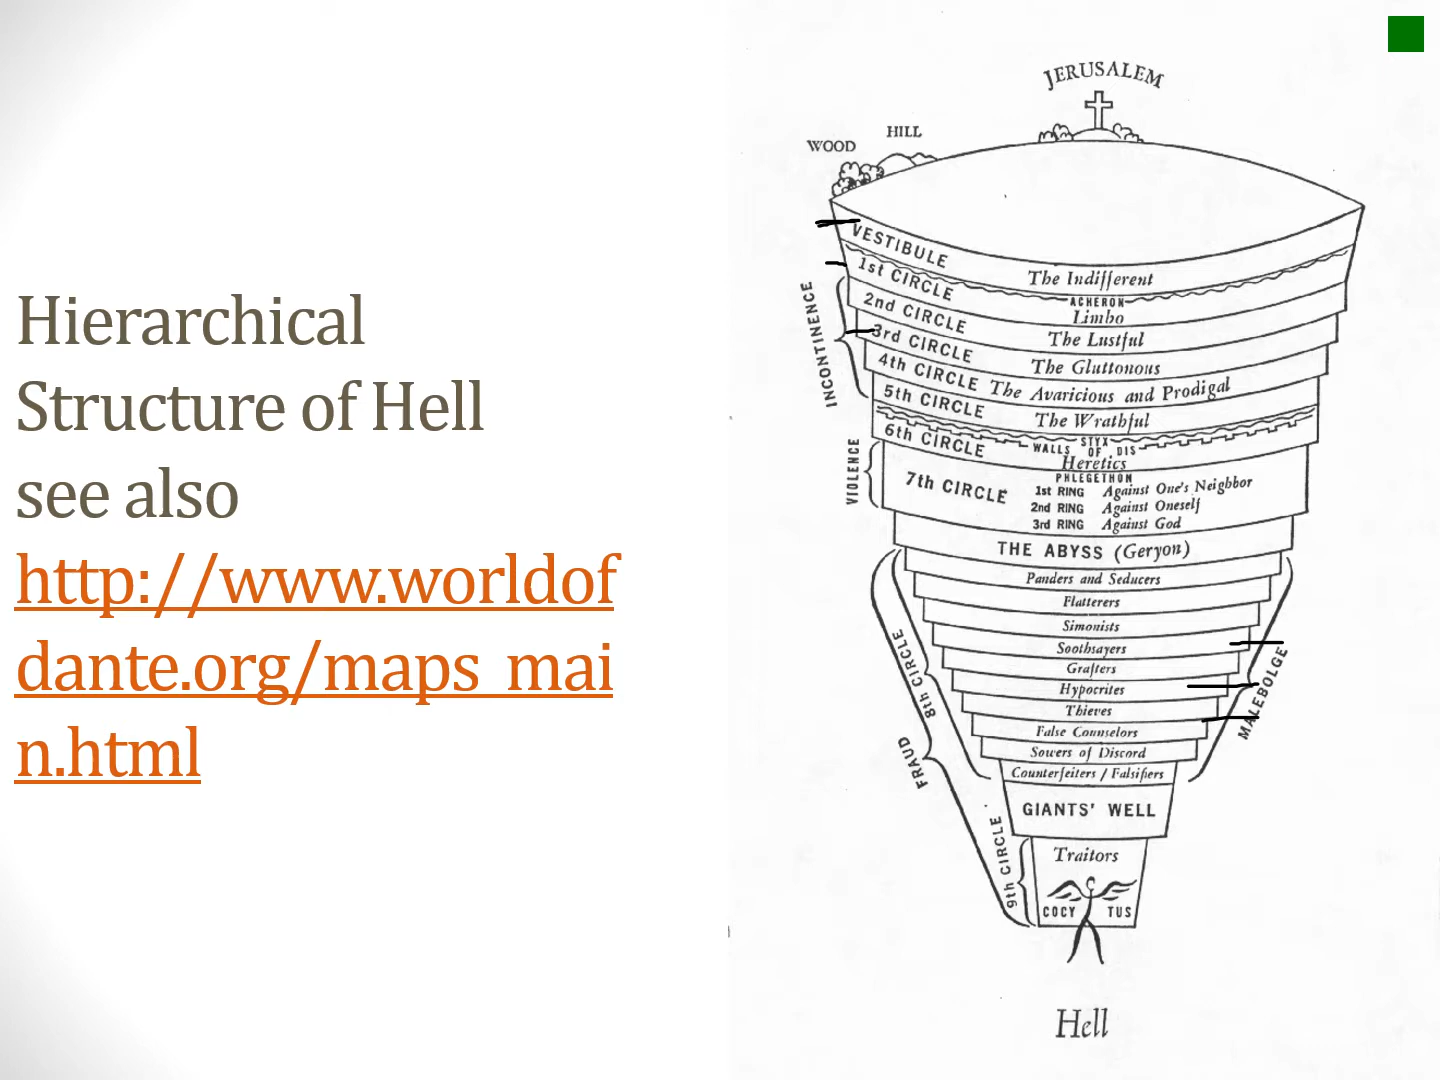 Hierarchical
Structure of Hell
see also
http://www.worldof
dante.org/maps_mai
n.html
JERUSALEM
HILL
WOOD
VESTIBULE
The Indifferent
ACHERON
1st CIRCLE
Limbo
2nd CIRCLE
The Lustful
3rd CIRCLE
The Gluttonous
4th CIRCLE The Avaricious and Prodigal
5th CIRCLE
The Wrathful
STYX
WALLS OF DIS
6th CIRCLE
Heretics
INCONTINENCE
PHLEGETHON
7th CIRCLE
1st RING Against One's Neighbor
2nd RING Against Oneself
3rd RING Against God
VIOLENCE
THE ABYSS (Geryon)
Panders and Seducers
Flatterers
Simonists
Soothsayers
Grafters
Hypocrites
Thieves
False Counselors
Sowers of Discord
Counterfeiters / Falsifiers
8th CIRCLE
MALEBOLGE
FRAUD
GIANTS' WELL
9th CIRCLE
Traitors
COCY TUS
Hell